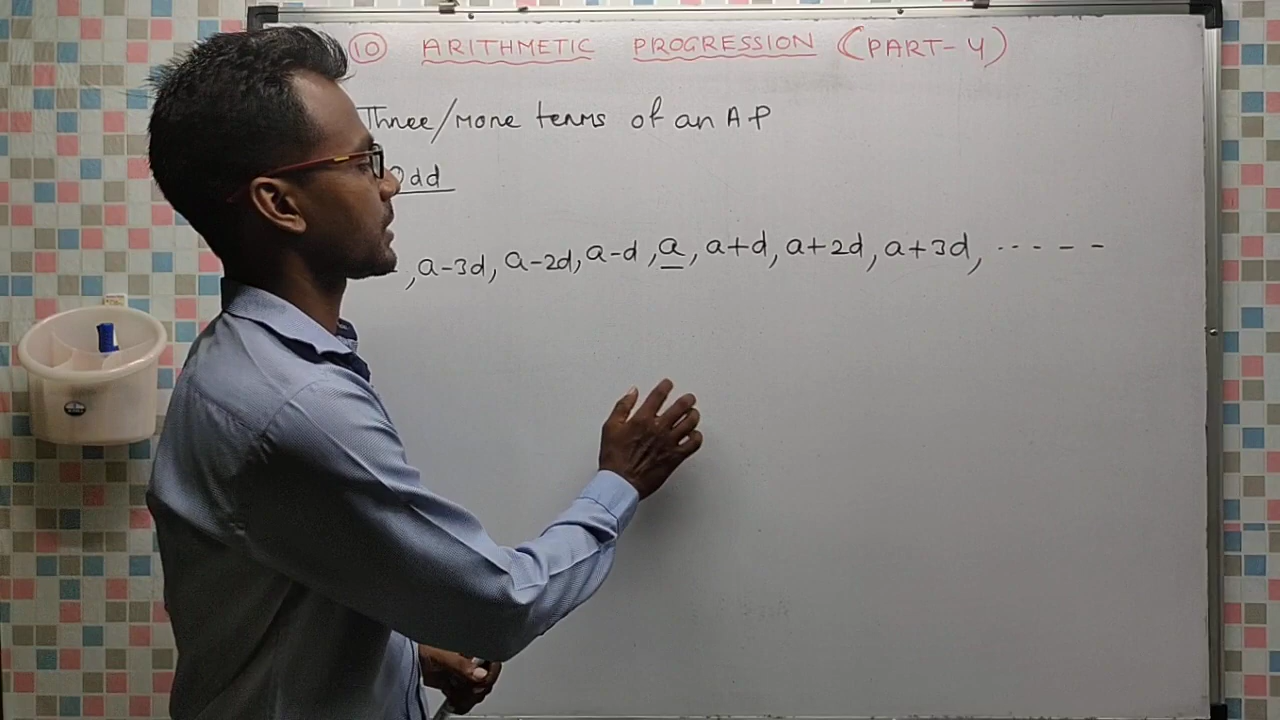 10 ARITHMETIC PROGRESSION (PART-4)
Three/more terms of an AP
Odd
, a-3d, a-2d, a-d, a, a+d, a+2d, a+3d, ------